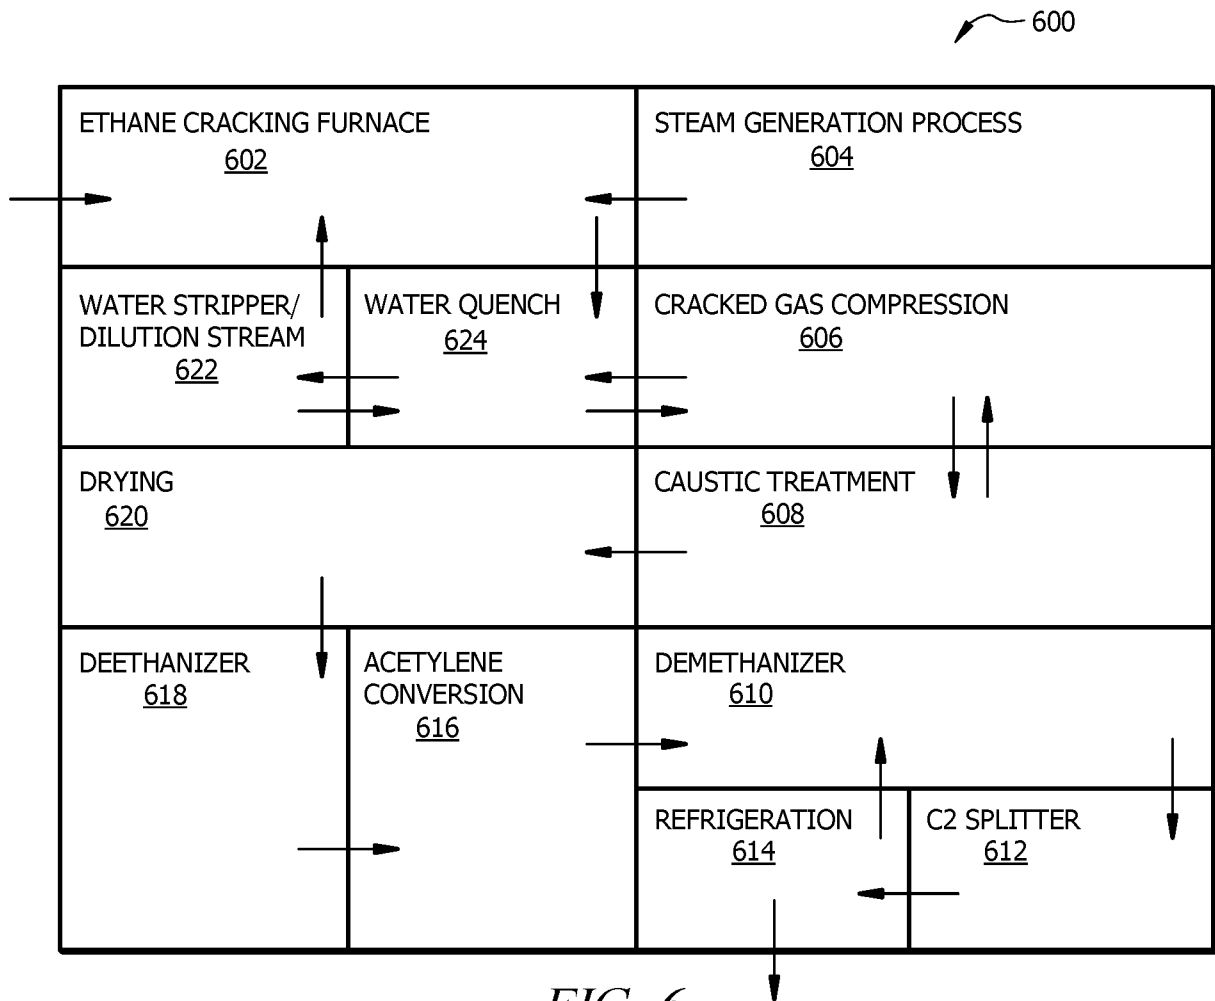 600
ETHANE CRACKING FURNACE
602
STEAM GENERATION PROCESS
604
WATER STRIPPER/
DILUTION STREAM
622
WATER QUENCH
624
CRACKED GAS COMPRESSION
606
DRYING
620
CAUSTIC TREATMENT
608
DEETHANIZER
618
ACETYLENE
CONVERSION
616
DEMETHANIZER
610
REFRIGERATION
614
C2 SPLITTER
612
FIG. 6